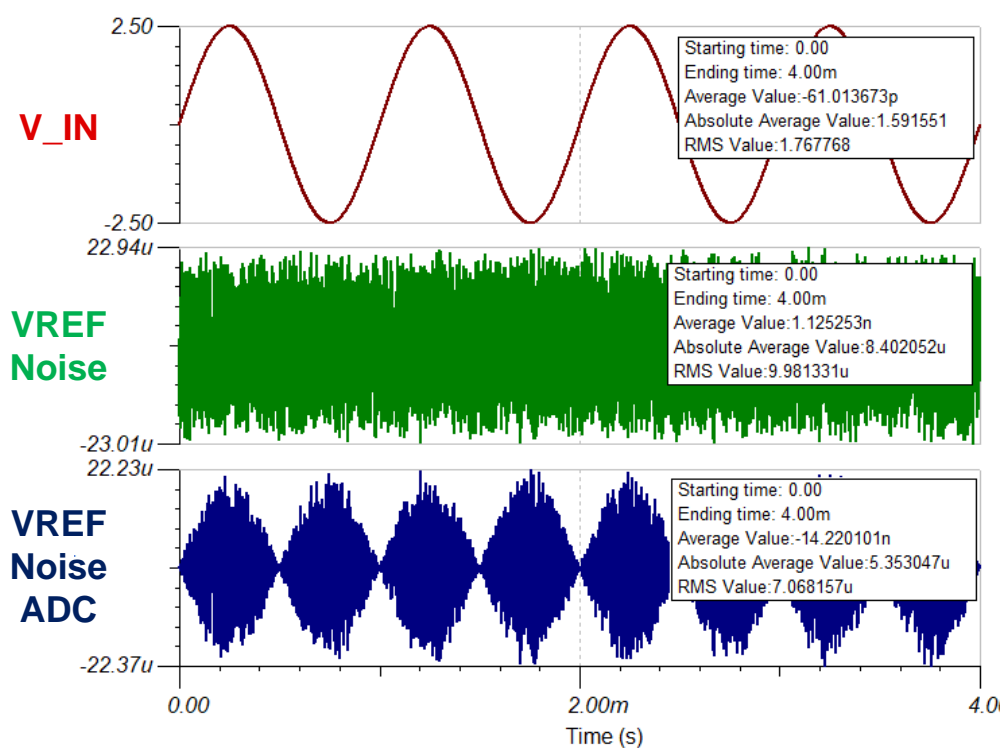 2.50
V_IN
-2.50
Starting time: 0.00
Ending time: 4.00m
Average Value:-61.013673p
Absolute Average Value:1.591551
RMS Value:1.767768
22.94u
VREF
Noise
-23.01u
Starting time: 0.00
Ending time: 4.00m
Average Value:1.125253n
Absolute Average Value:8.402052u
RMS Value:9.981331u
22.23u
VREF
Noise
ADC
-22.37u
Starting time: 0.00
Ending time: 4.00m
Average Value:-14.220101n
Absolute Average Value:5.353047u
RMS Value:7.068157u
0.00
2.00m
4.0
Time (s)